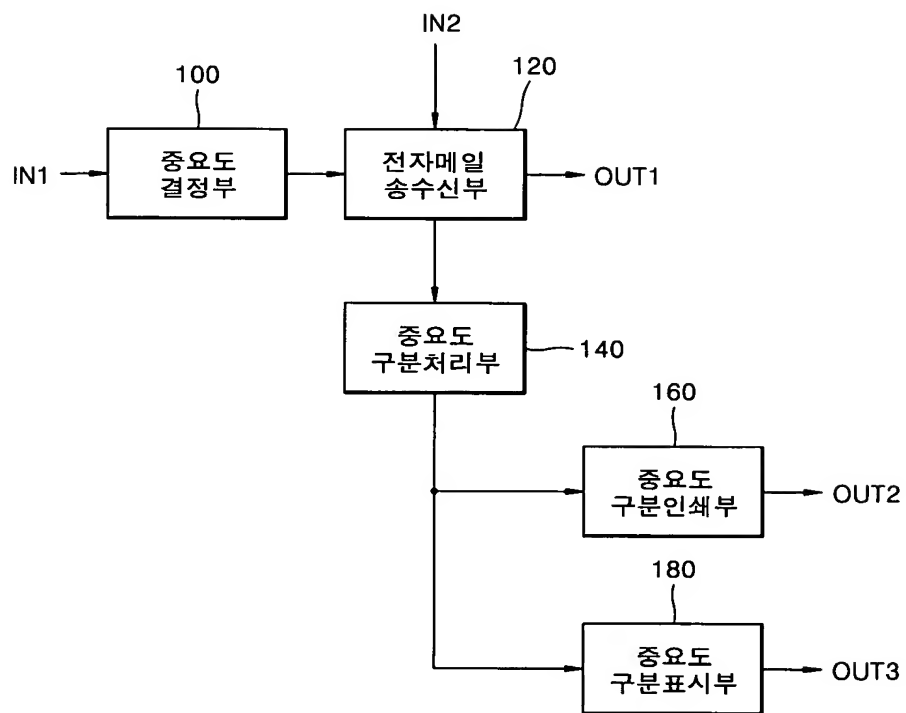 IN2
100
120
IN1
중요도
결정부
전자메일
송수신부
OUT1
중요도
구분처리부
140
160
중요도
구분인쇄부
OUT2
180
중요도
구분표시부
OUT3